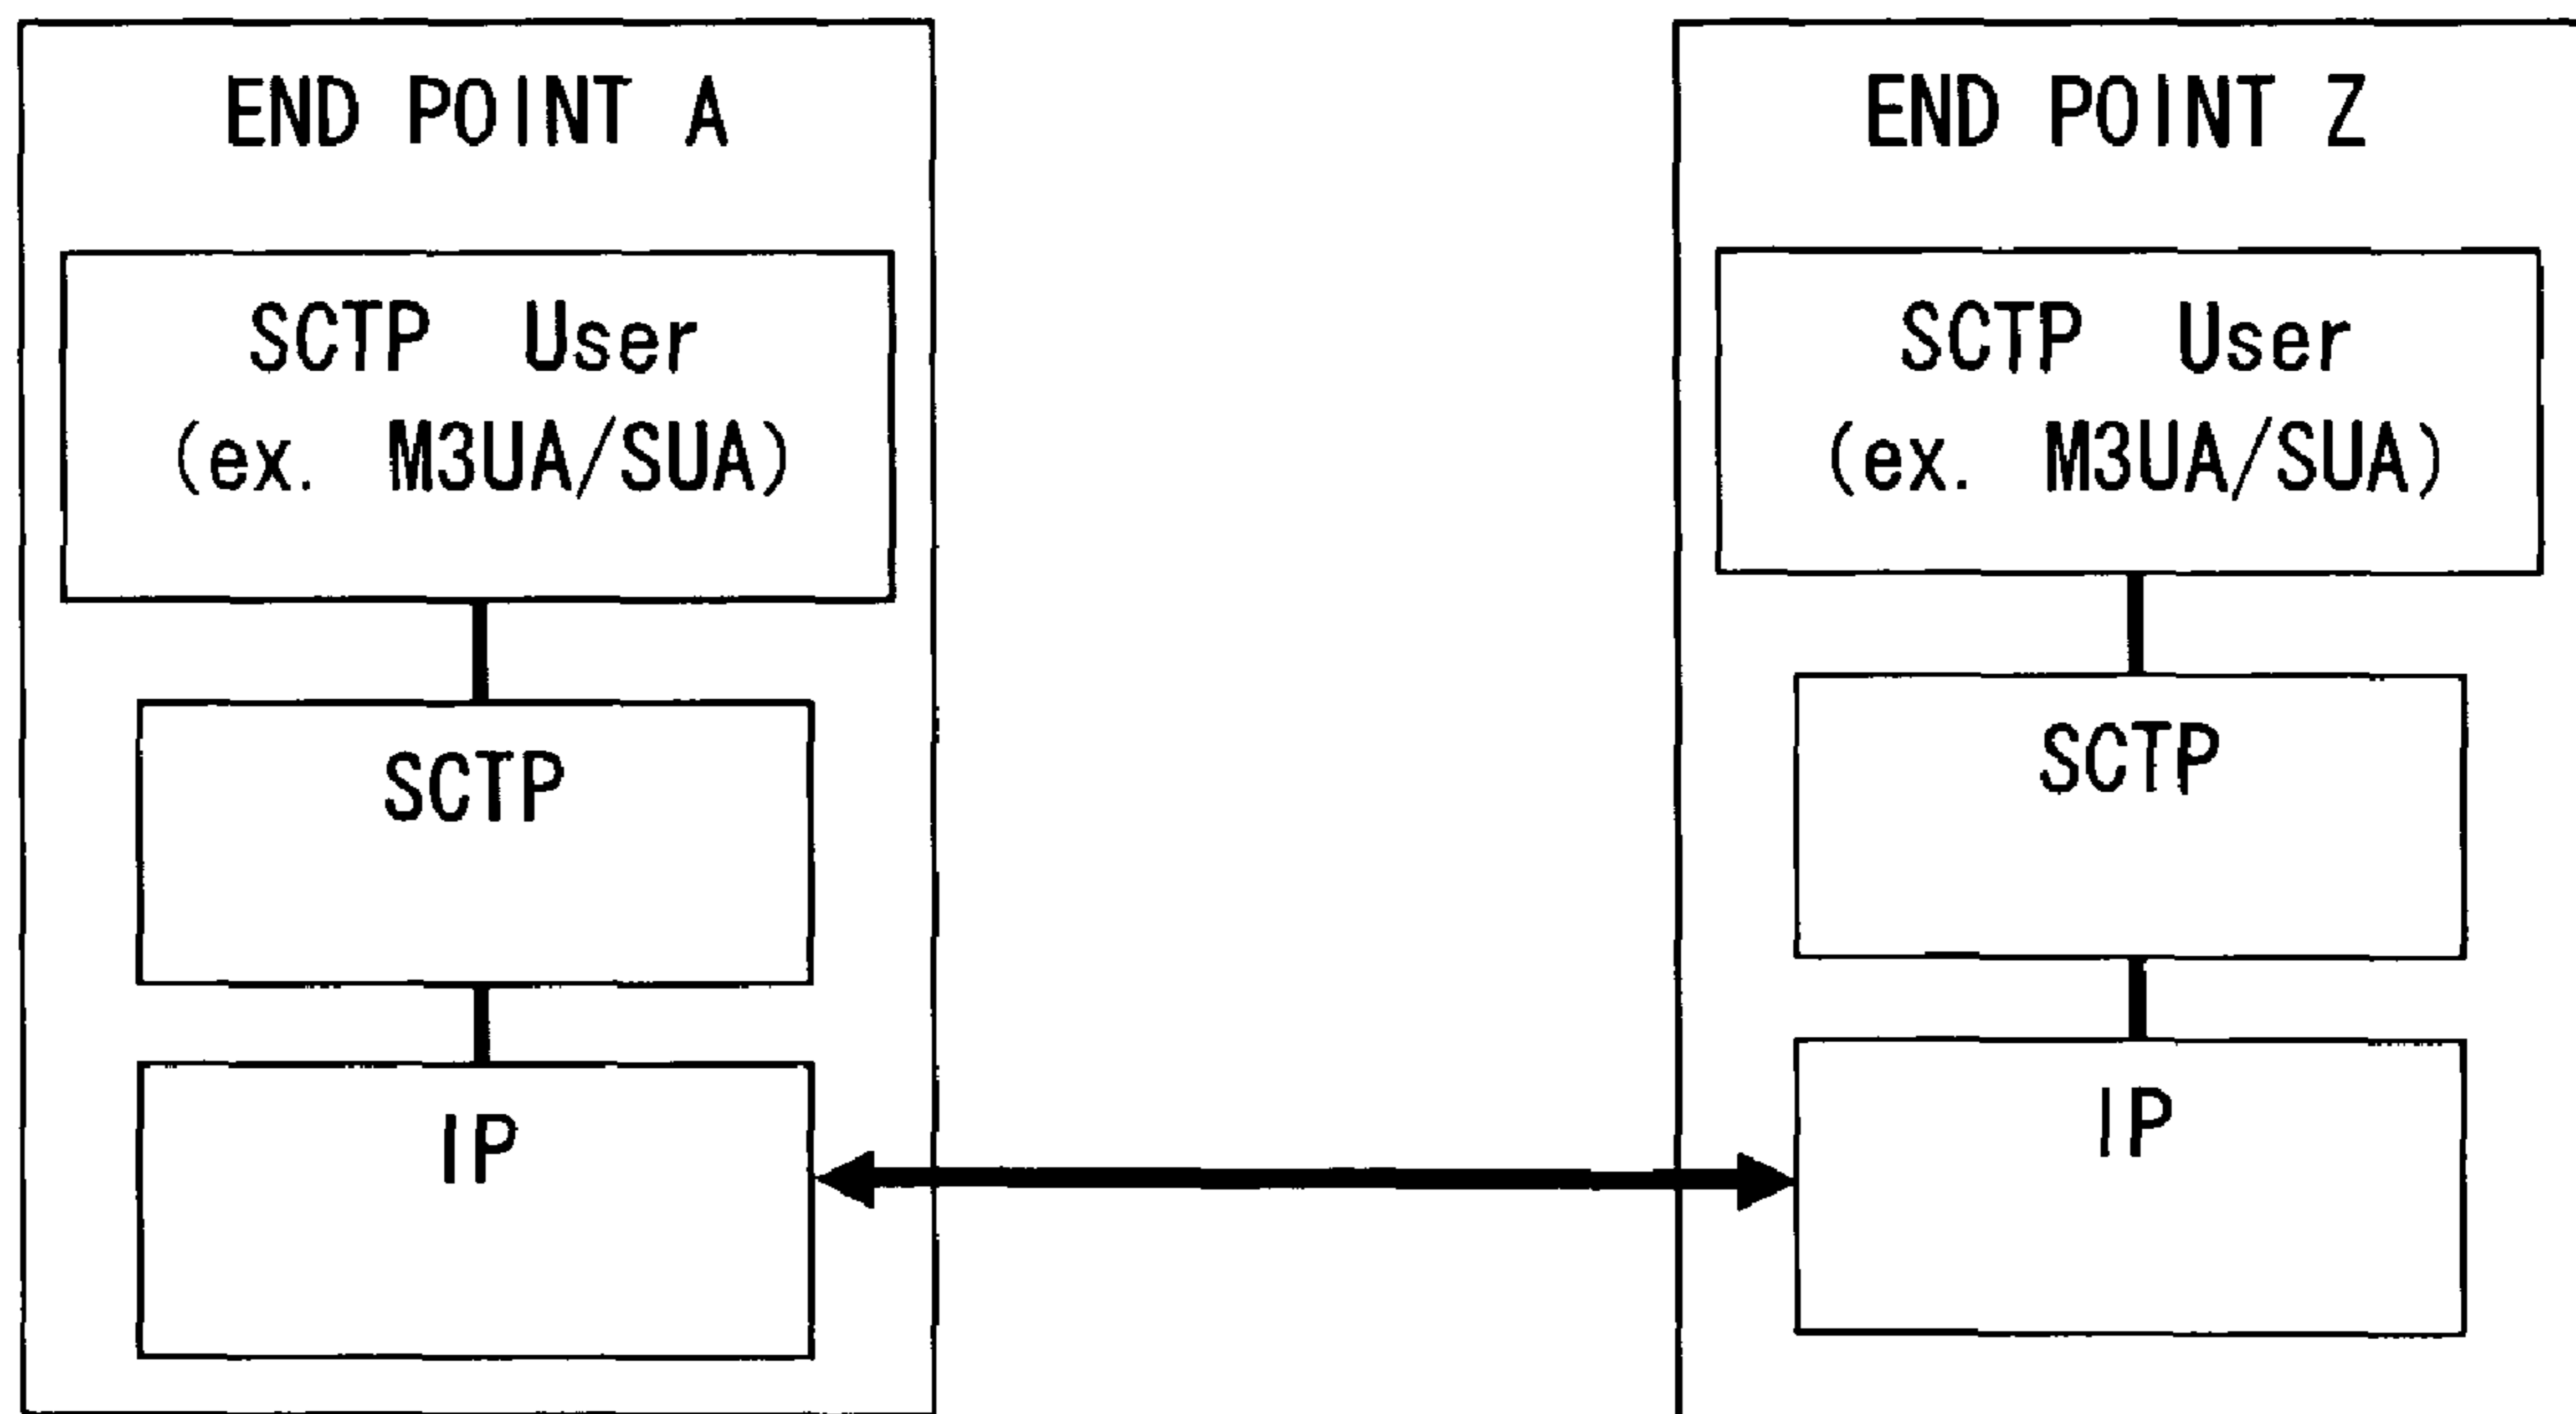 END POINT A
SCTP User
(ex. M3UA/SUA)
SCTP
IP
END POINT Z
SCTP User
(ex. M3UA/SUA)
SCTP
IP